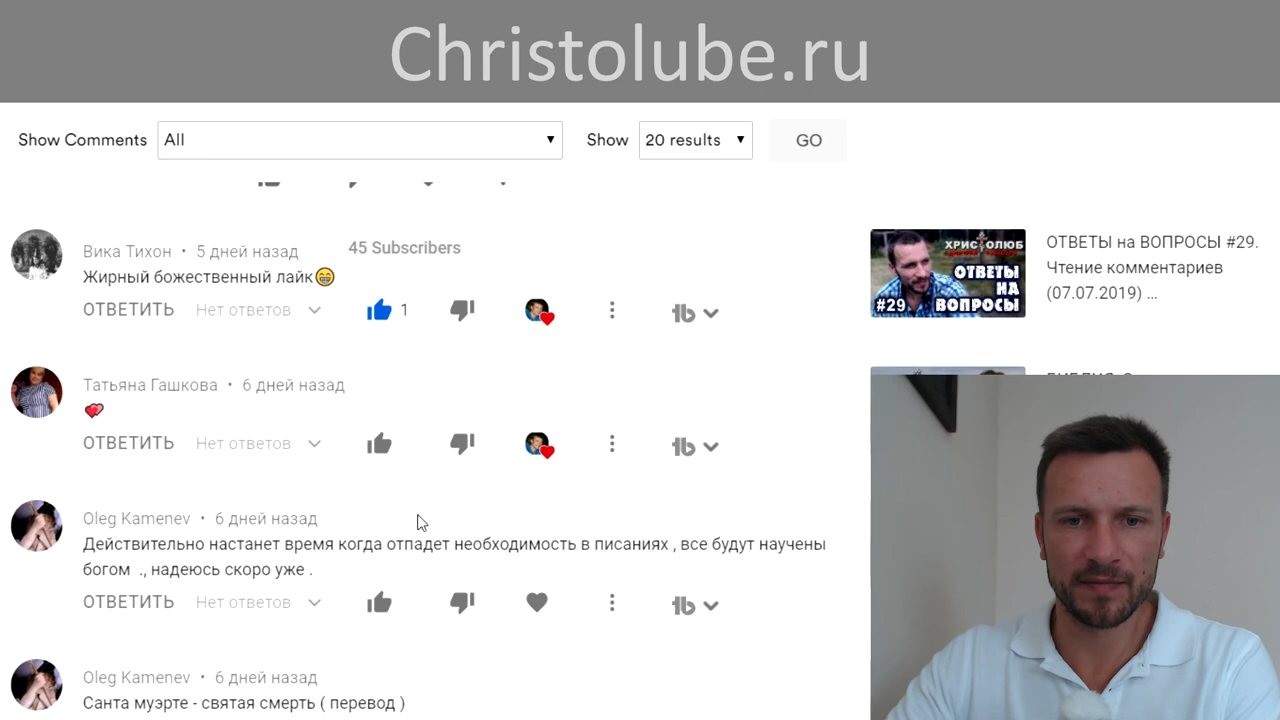 Christolube.ru
Show Comments All Show 20 results GO
Вика Тихон • 5 дней назад 45 Subscribers
Жирный божественный лайк
ОТВЕТИТЬ Нет ответов 1
ХРИСТОЛЮБ
ОТВЕТЫ
НА
ВОПРОСЫ
#29
ОТВЕТЫ на ВОПРОСЫ #29.
Чтение комментариев
(07.07.2019) ...
Татьяна Гашкова • 6 дней назад
ОТВЕТИТЬ Нет ответов
Oleg Kamenev • 6 дней назад
Действительно настанет время когда отпадет необходимость в писаниях , все будут научены
богом ., надеюсь скоро уже .
ОТВЕТИТЬ Нет ответов
Oleg Kamenev • 6 дней назад
Санта муэрте - святая смерть ( перевод )